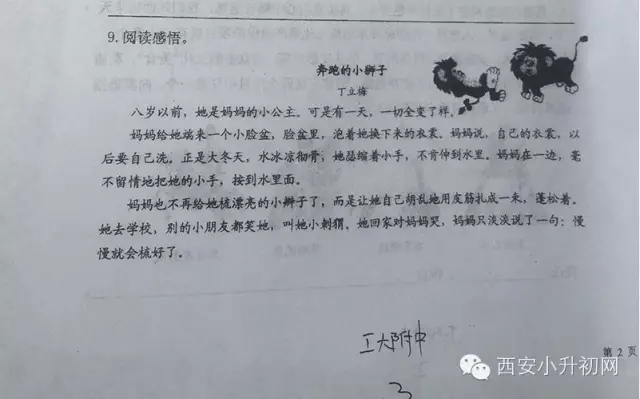 9. 阅读感悟。
奔跑的小狮子
丁立梅
八岁以前，她是妈妈的小公主。可是有一天，一切全变了样。
妈妈给她端来一个小脸盆，脸盆里，泡着她换下来的衣裳。妈妈说，自己的衣裳，以
后要自己洗。正是大冬天，水冰凉彻骨，她瑟缩着小手，不肯伸到水里。妈妈在一边，毫
不留情地把她的小手，按到水里面。
妈妈也不再给她梳漂亮的小辫子了，而是让她自己胡乱地用皮筋扎成一束，蓬松着。
她去学校，别的小朋友都笑她，叫她小刺猬。她回家对妈妈哭，妈妈只淡淡说了一句：慢
慢就会梳好了。
工大附中
第 2 页
西安小升初网
3